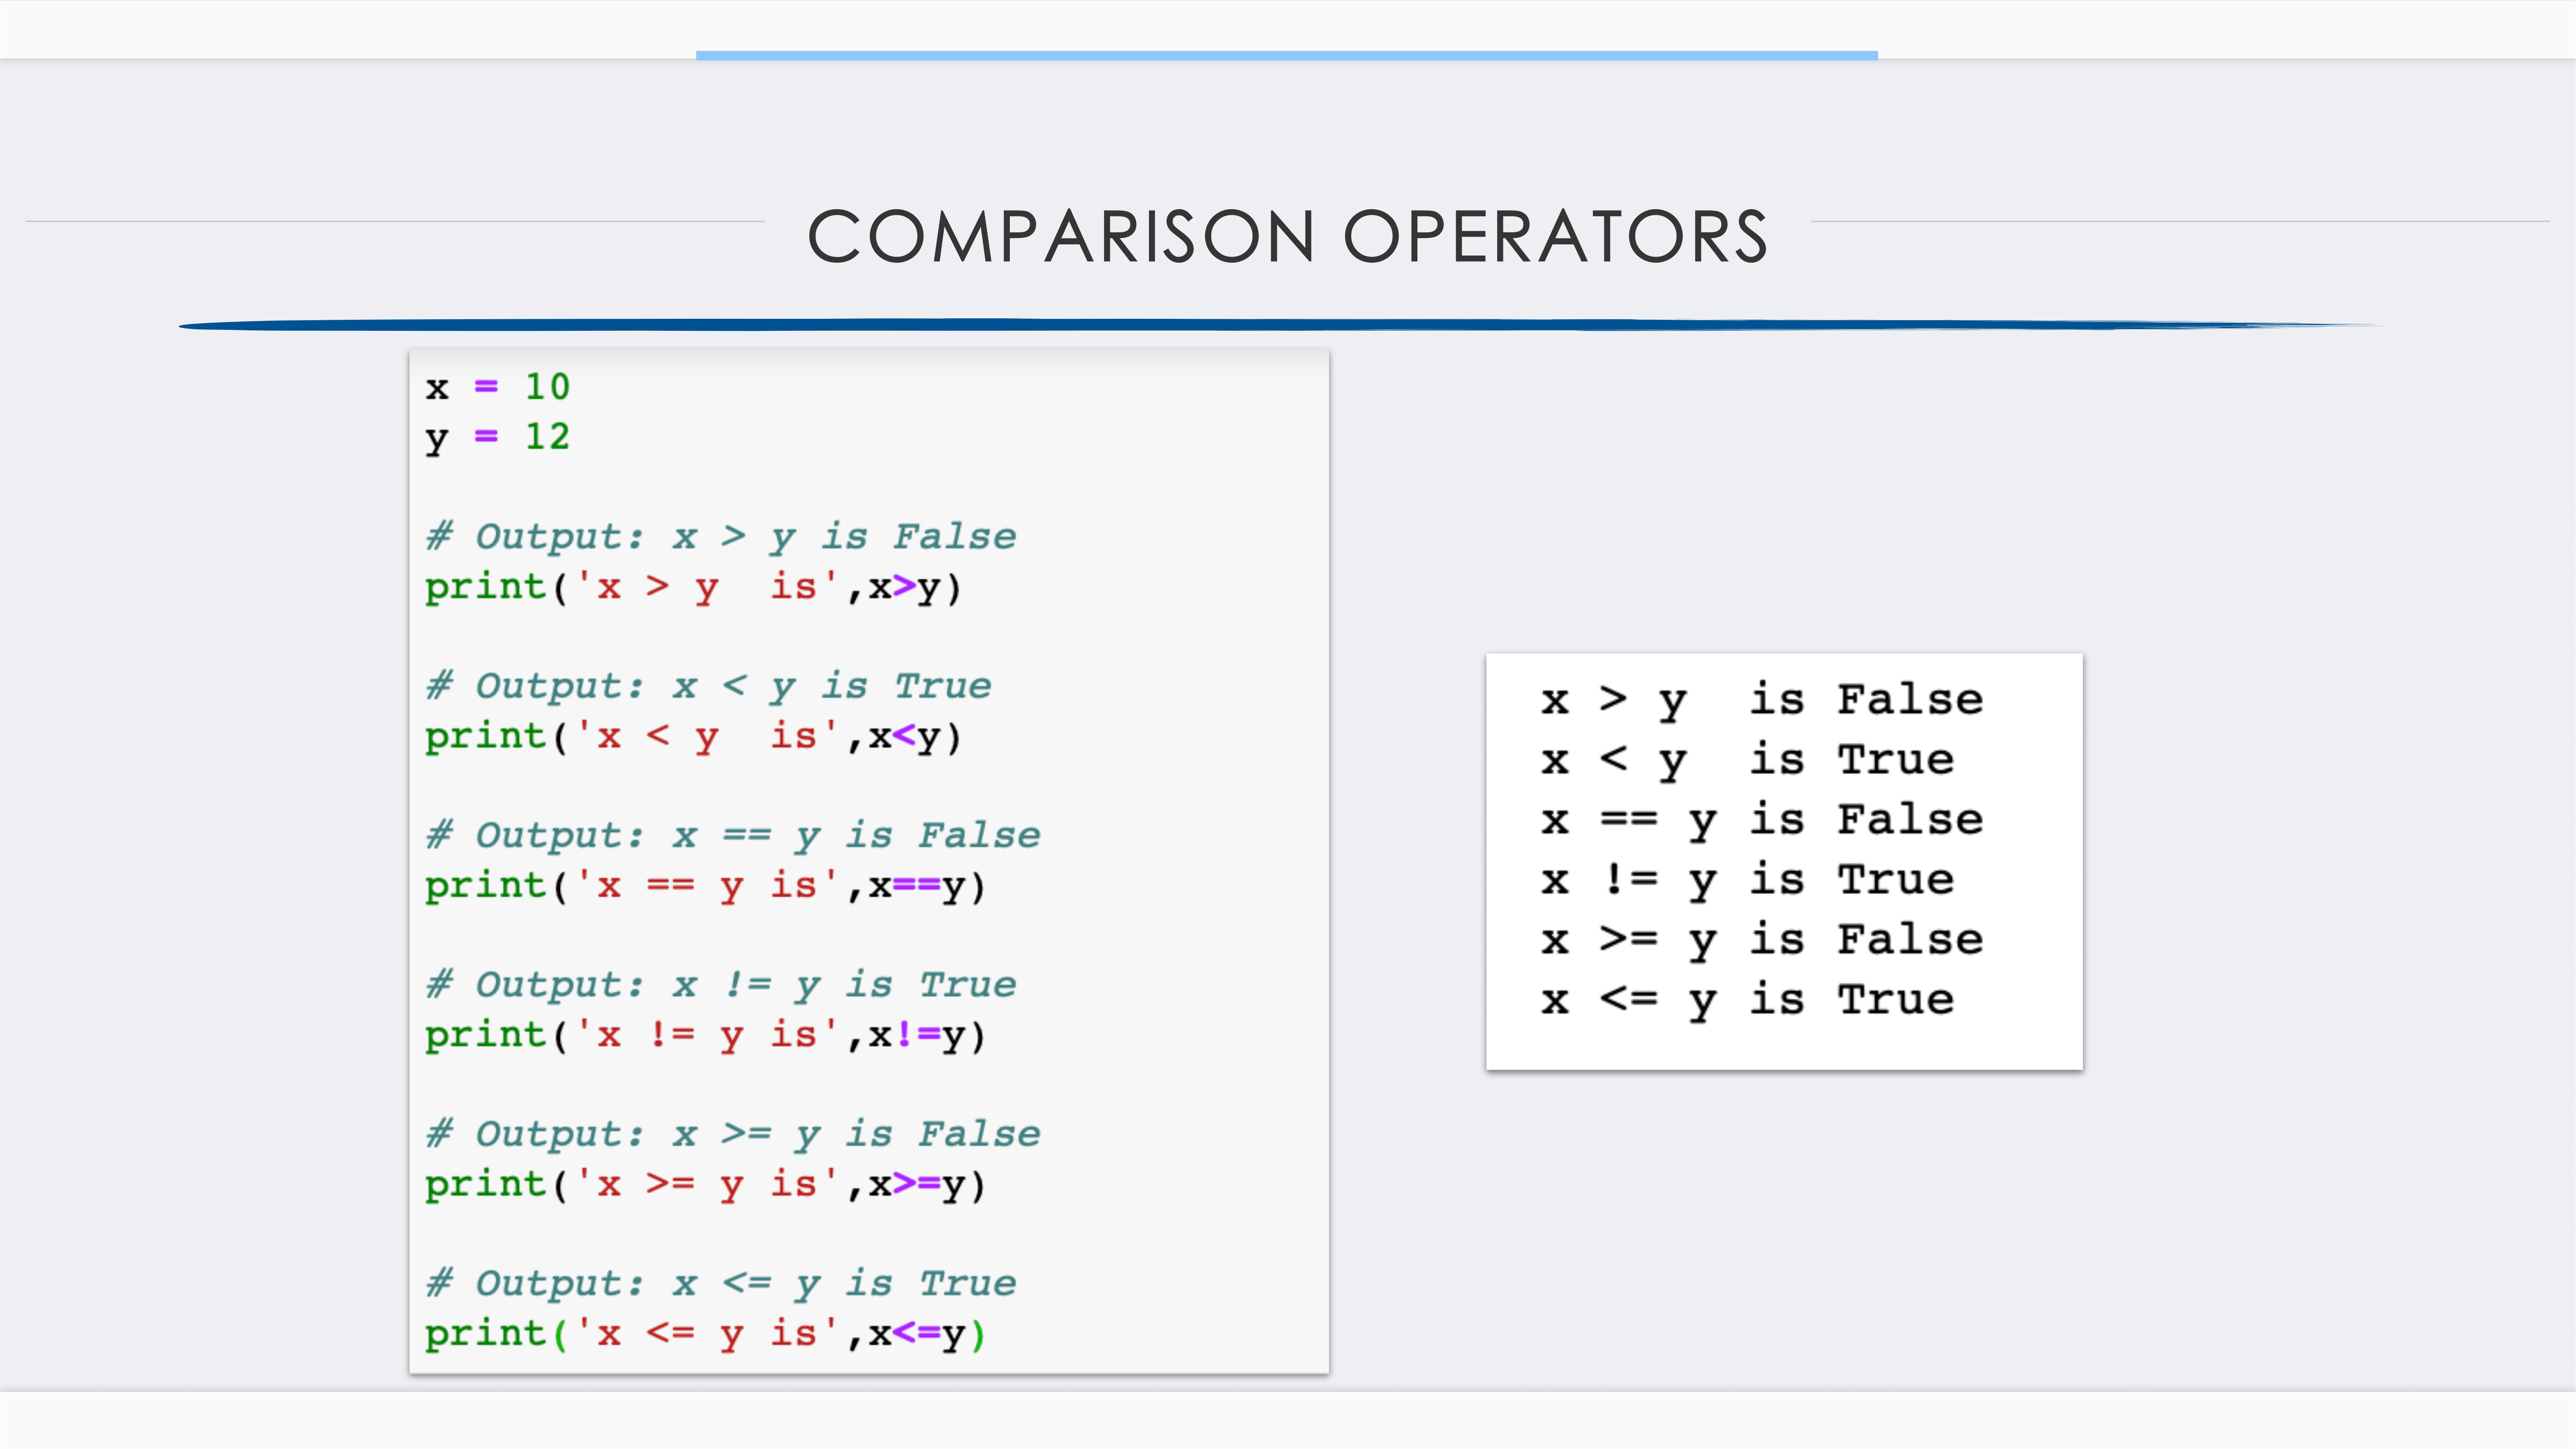 COMPARISON OPERATORS
x = 10
y = 12
# Output: x > y is False
print('x > y  is',x>y)
# Output: x < y is True
print('x < y  is',x<y)
# Output: x == y is False
print('x == y is',x==y)
# Output: x != y is True
print('x != y is',x!=y)
# Output: x >= y is False
print('x >= y is',x>=y)
# Output: x <= y is True
print('x <= y is',x<=y)
x > y  is False
x < y  is True
x == y is False
x != y is True
x >= y is False
x <= y is True